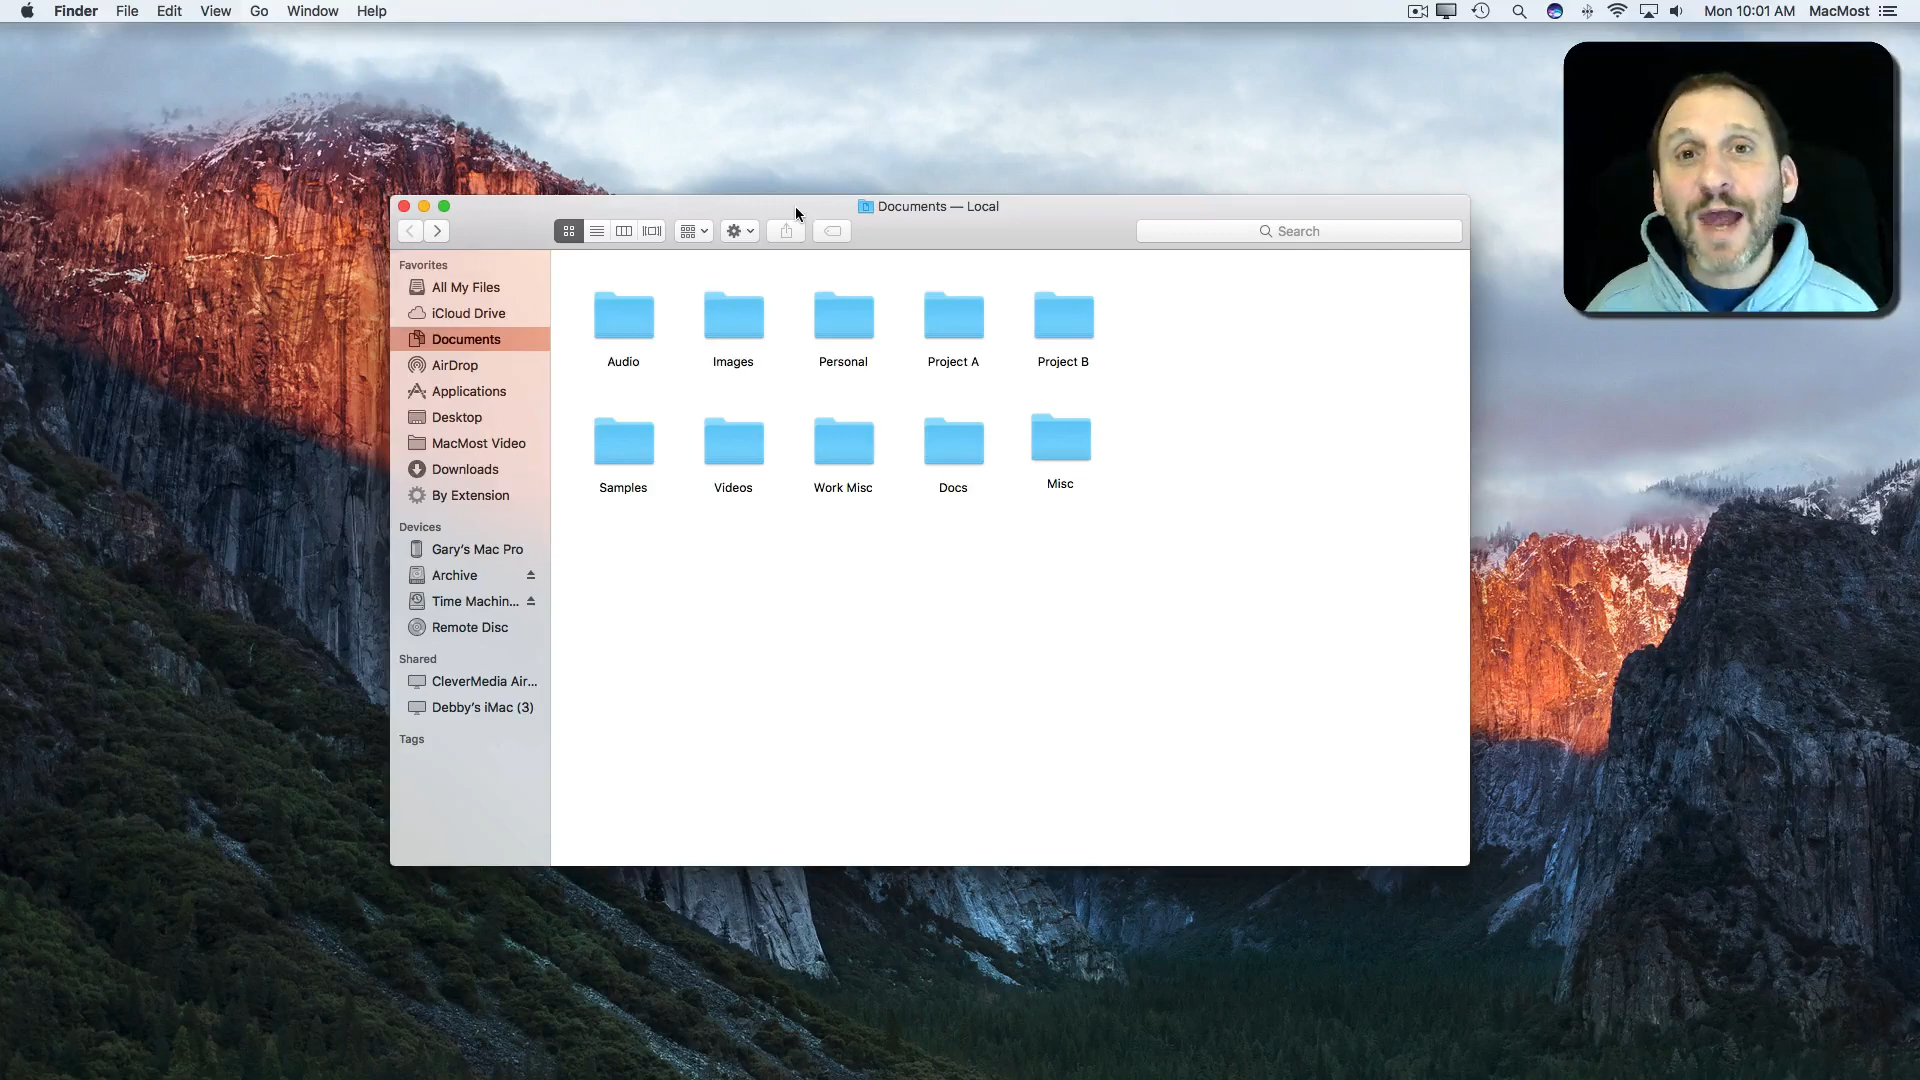 Finder File Edit View Go Window Help Mon 10:01 AM MacMost
Documents — Local
Search
Favorites
All My Files
iCloud Drive
Documents
AirDrop
Applications
Desktop
MacMost Video
Downloads
By Extension
Devices
Gary's Mac Pro
Archive
Time Machin...
Remote Disc
Shared
CleverMedia Air...
Debby's iMac (3)
Tags
Audio Images Personal Project A Project B
Samples Videos Work Misc Docs Misc